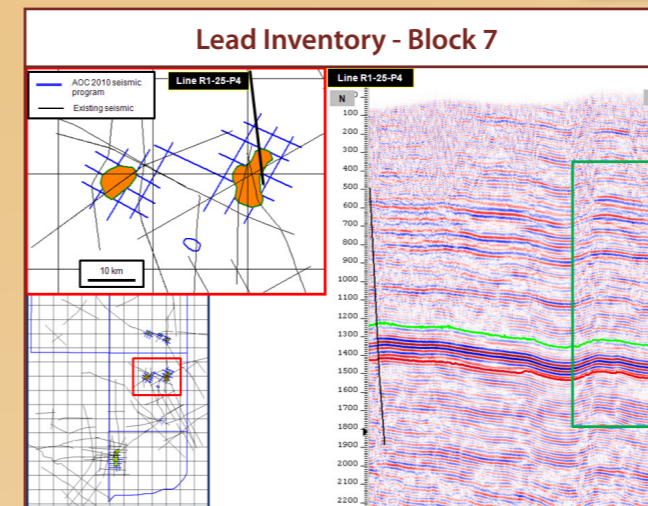 Lead Inventory - Block 7
AOC 2010 seismic
program
Existing seismic
Line R1-25-P4
10 km
Line R1-25-P4
N
0
100
200
300
400
500
600
700
800
900
1000
1100
1200
1300
1400
1500
1600
1700
1800
1900
2000
2100
2200